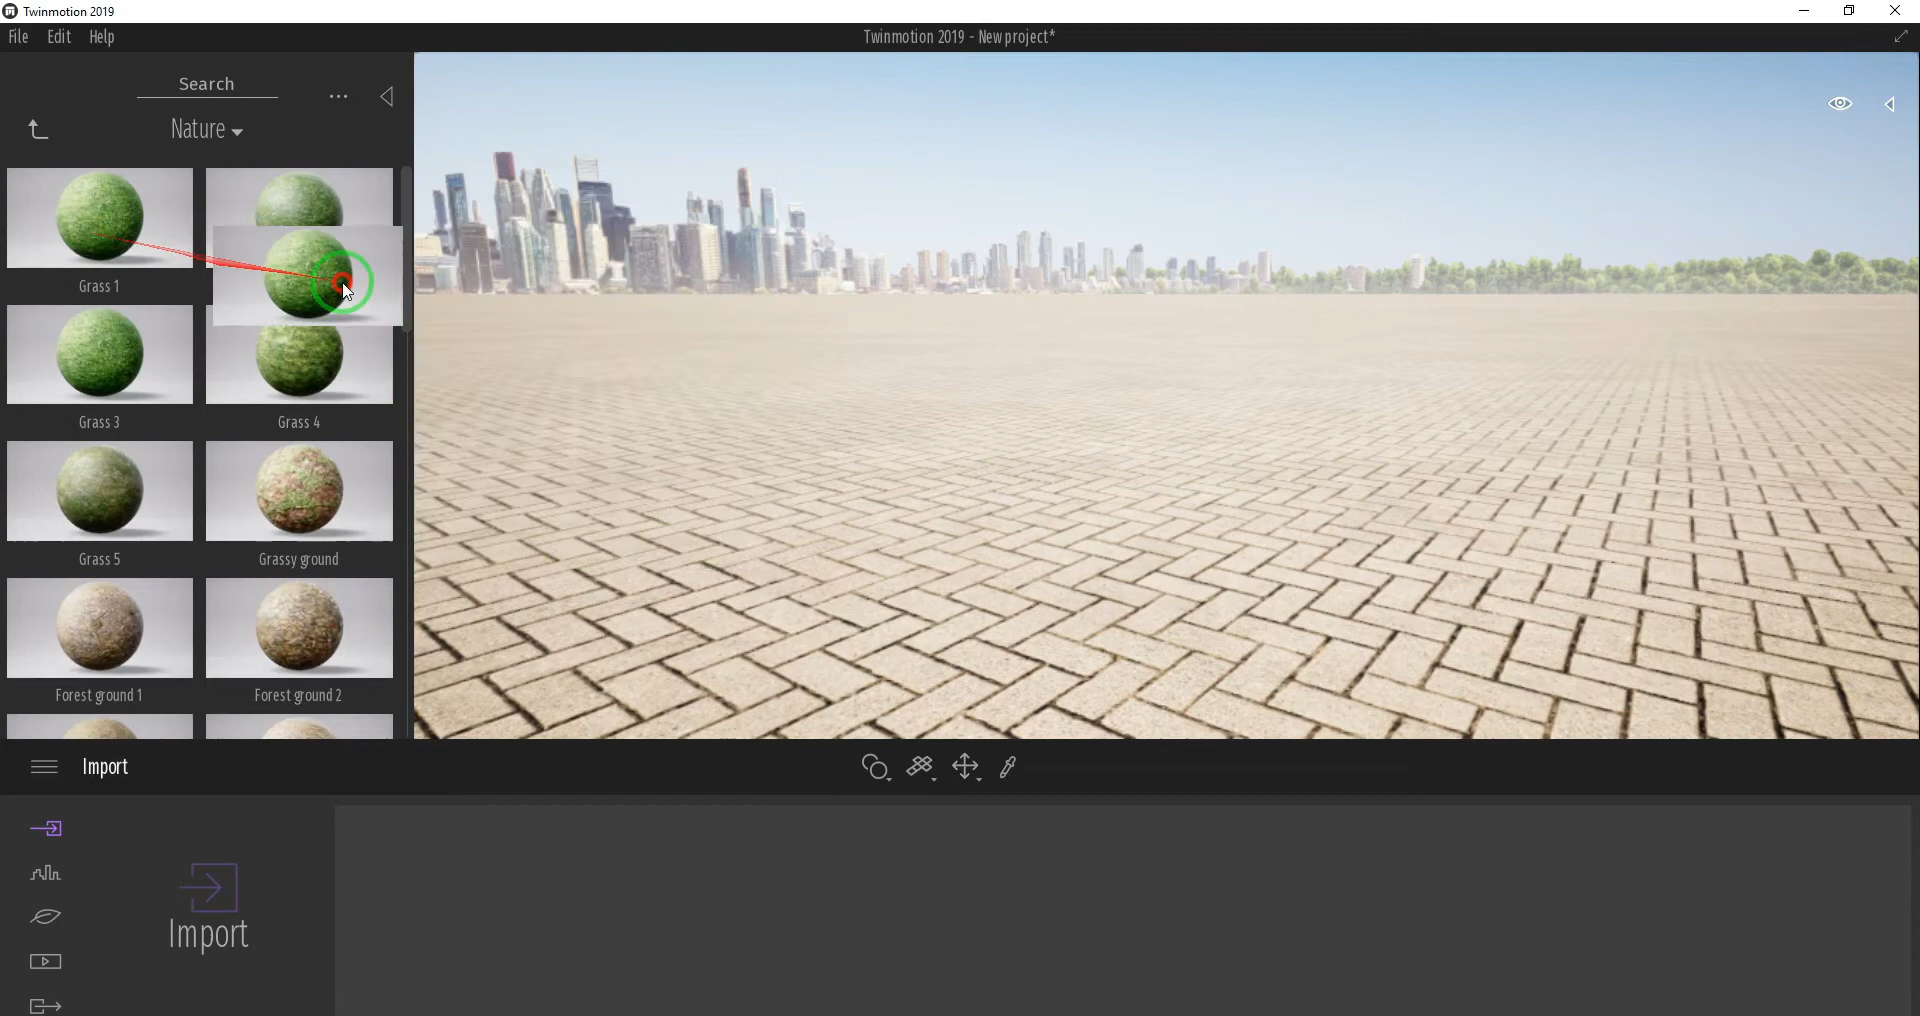 Twinmotion 2019
File Edit Help
Twinmotion 2019 - New project*
Search
Nature
Grass 1
Grass 3
Grass 4
Grass 5
Grassy ground
Forest ground 1
Forest ground 2
Import
Import